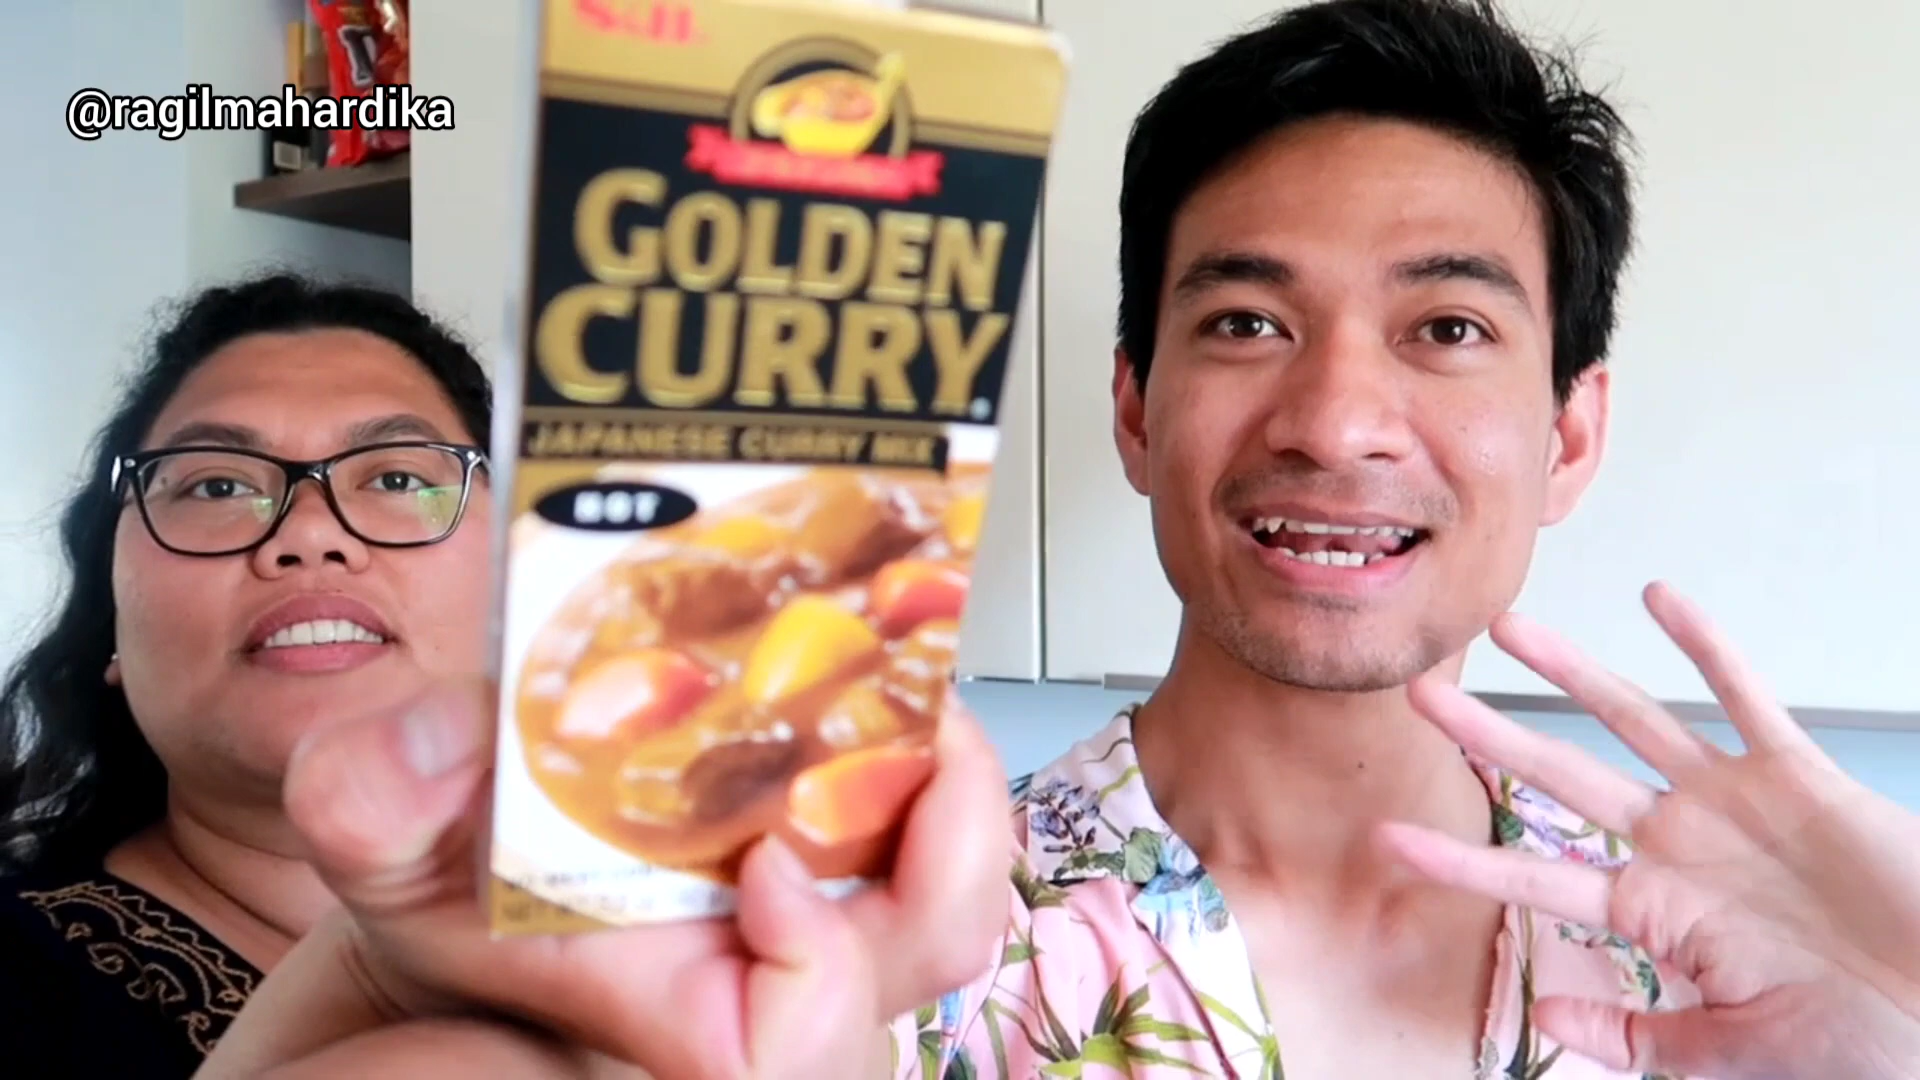 @ragilmahardika
S&B
GOLDEN
CURRY
JAPANESE CURRY MIX
HOT